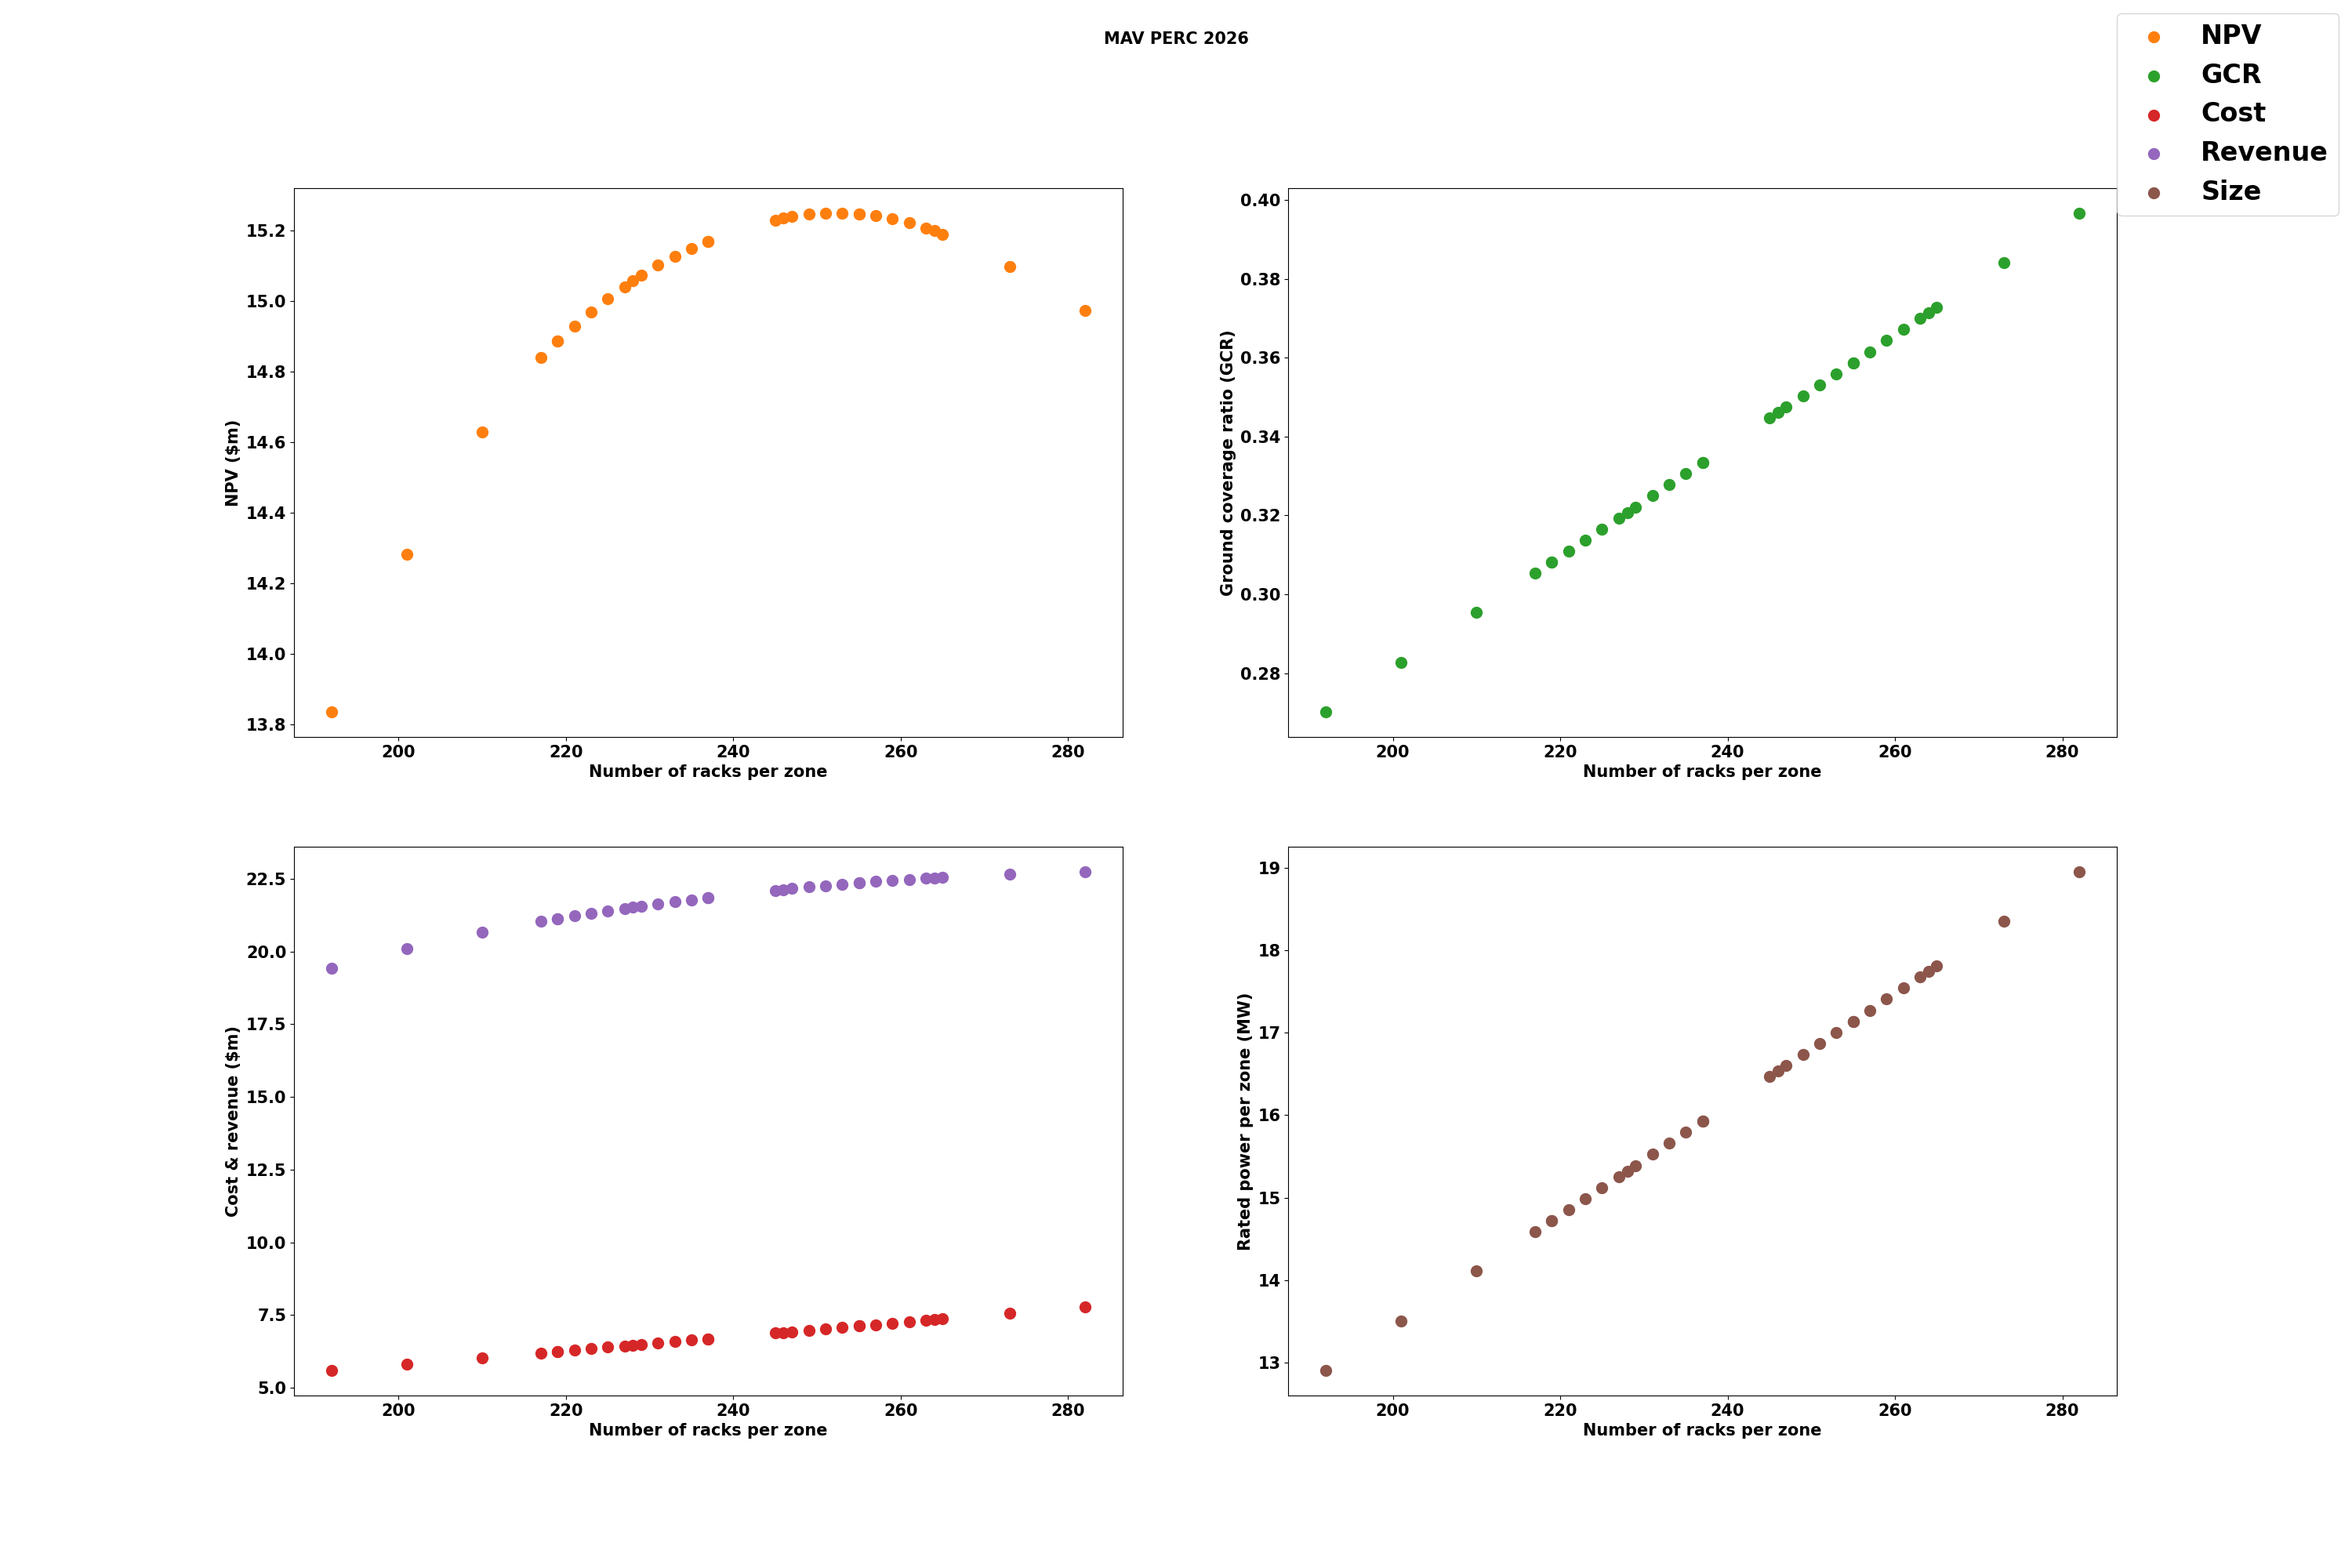 MAV PERC 2026
NPV
GCR
Cost
Revenue
Size
NPV ($m)
15.2
15.0
14.8
14.6
14.4
14.2
14.0
13.8
200 220 240 260 280
Number of racks per zone
Ground coverage ratio (GCR)
0.40
0.38
0.36
0.34
0.32
0.30
0.28
200 220 240 260 280
Number of racks per zone
Cost & revenue ($m)
22.5
20.0
17.5
15.0
12.5
10.0
7.5
5.0
200 220 240 260 280
Number of racks per zone
Rated power per zone (MW)
19
18
17
16
15
14
13
200 220 240 260 280
Number of racks per zone